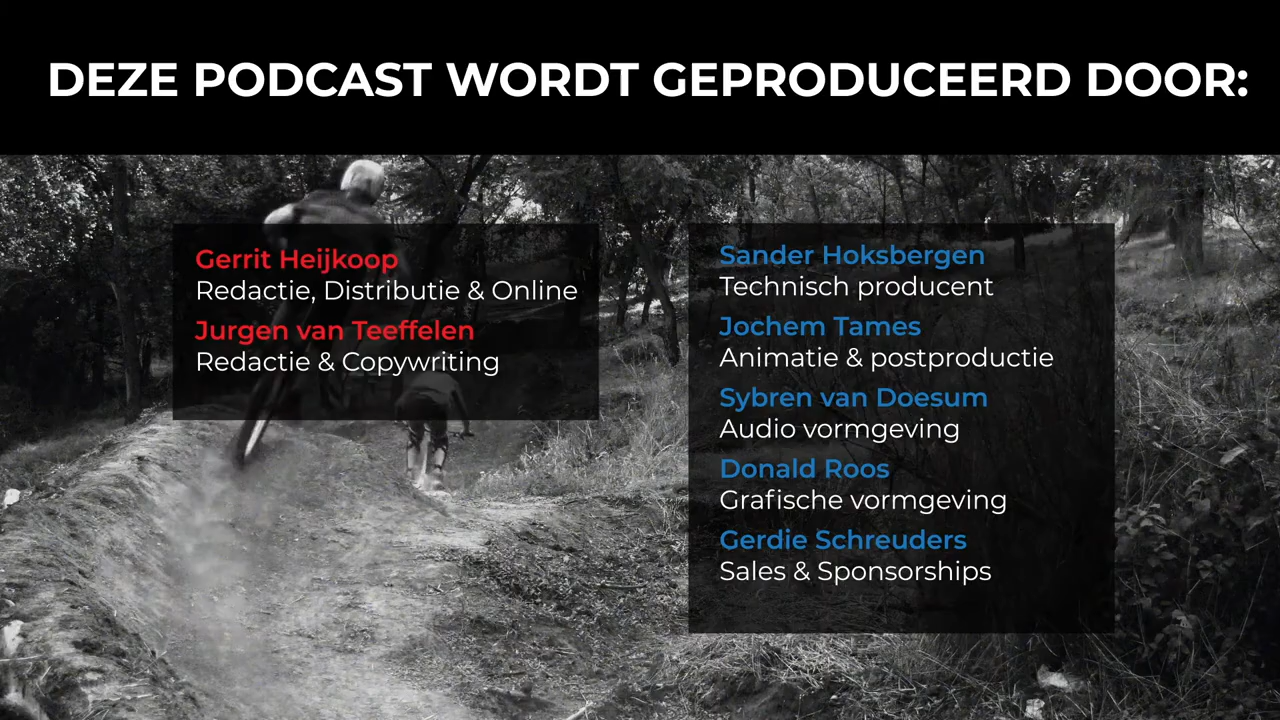 DEZE PODCAST WORDT GEPRODUCEERD DOOR:
Gerrit Heijkoop
Redactie, Distributie & Online
Jurgen van Teeffelen
Redactie & Copywriting
Sander Hoksbergen
Technisch producent
Jochem Tames
Animatie & postproductie
Sybren van Doesum
Audio vormgeving
Donald Roos
Grafische vormgeving
Gerdie Schreuders
Sales & Sponsorships